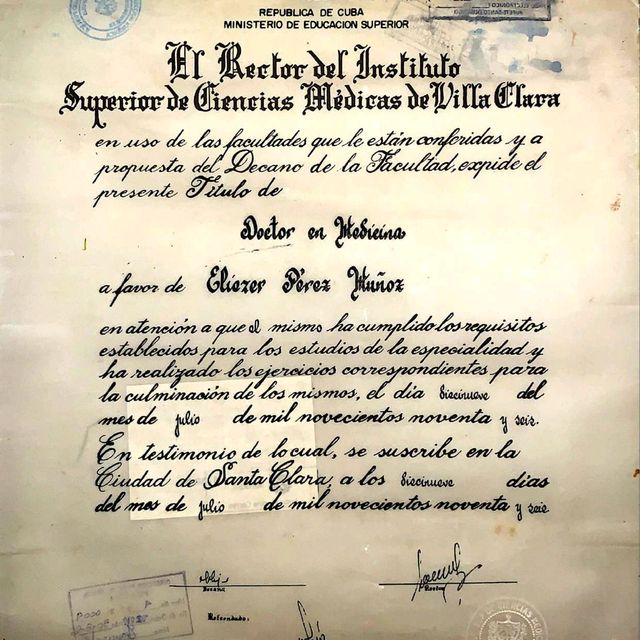 REPUBLICA DE CUBA
MINISTERIO DE EDUCACION SUPERIOR
El Rector del Instituto
Superior de Ciencias Médicas de Villa Clara
en uso de las facultades que le están conferidas y a
propuesta del Decano de la Facultad, expide el
presente Título de
Doctor en Medicina
a favor de Eliezer Pérez Muñoz
en atención a que el mismo ha cumplido los requisitos
establecidos para los estudios de la especialidad y
ha realizado los ejercicios correspondientes para
la culminación de los mismos, el día diecinueve del
mes de julio de mil novecientos noventa y seis.
En testimonio de lo cual, se suscribe en la
Ciudad de Santa Clara, a los diecinueve días
del mes de julio de mil novecientos noventa y seis
Decano Rector
Refrendado: